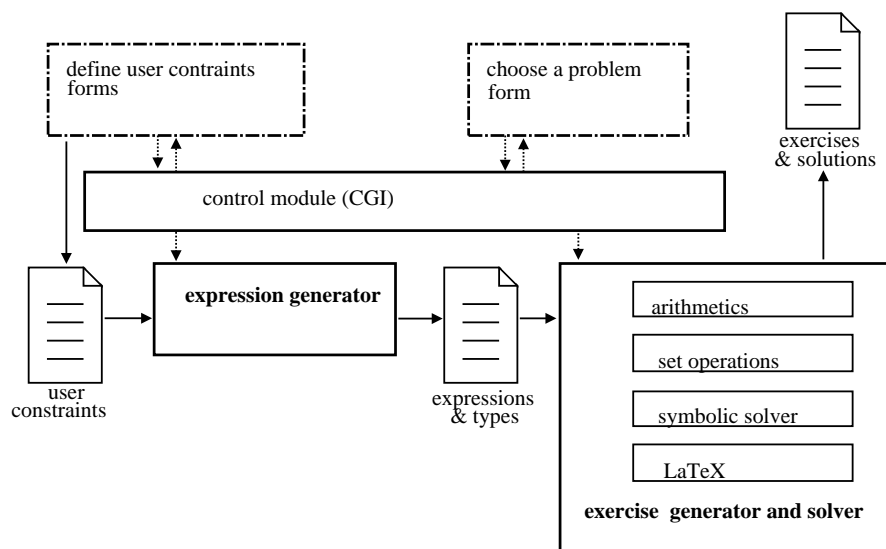 define user contraints
forms
choose a problem
form
exercises
& solutions
control module (CGI)
expression generator
user
constraints
expressions
& types
arithmetics
set operations
symbolic solver
LaTeX
exercise generator and solver